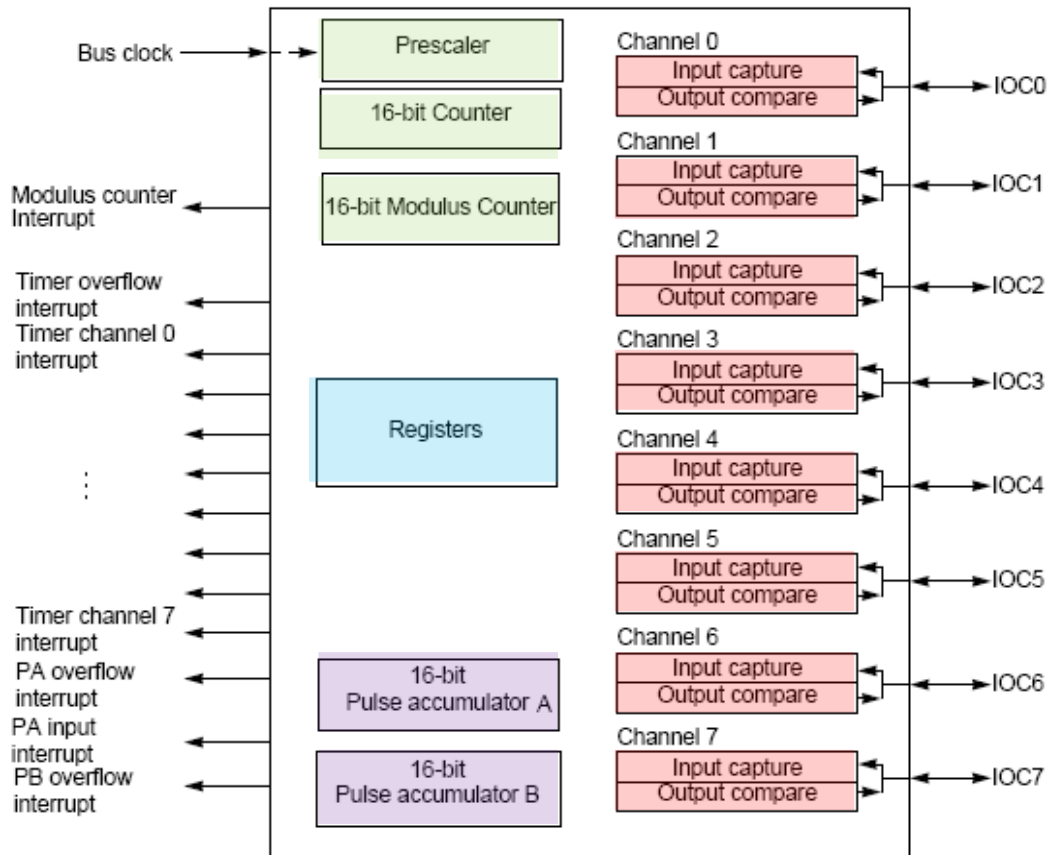 Bus clock
Modulus counter
Interrupt
Timer overflow
interrupt
Timer channel 0
interrupt
⋮
Timer channel 7
interrupt
PA overflow
interrupt
PA input
interrupt
PB overflow
interrupt
Prescaler
16-bit Counter
16-bit Modulus Counter
Registers
16-bit
Pulse accumulator A
16-bit
Pulse accumulator B
Channel 0
Input capture
Output compare
IOC0
Channel 1
Input capture
Output compare
IOC1
Channel 2
Input capture
Output compare
IOC2
Channel 3
Input capture
Output compare
IOC3
Channel 4
Input capture
Output compare
IOC4
Channel 5
Input capture
Output compare
IOC5
Channel 6
Input capture
Output compare
IOC6
Channel 7
Input capture
Output compare
IOC7